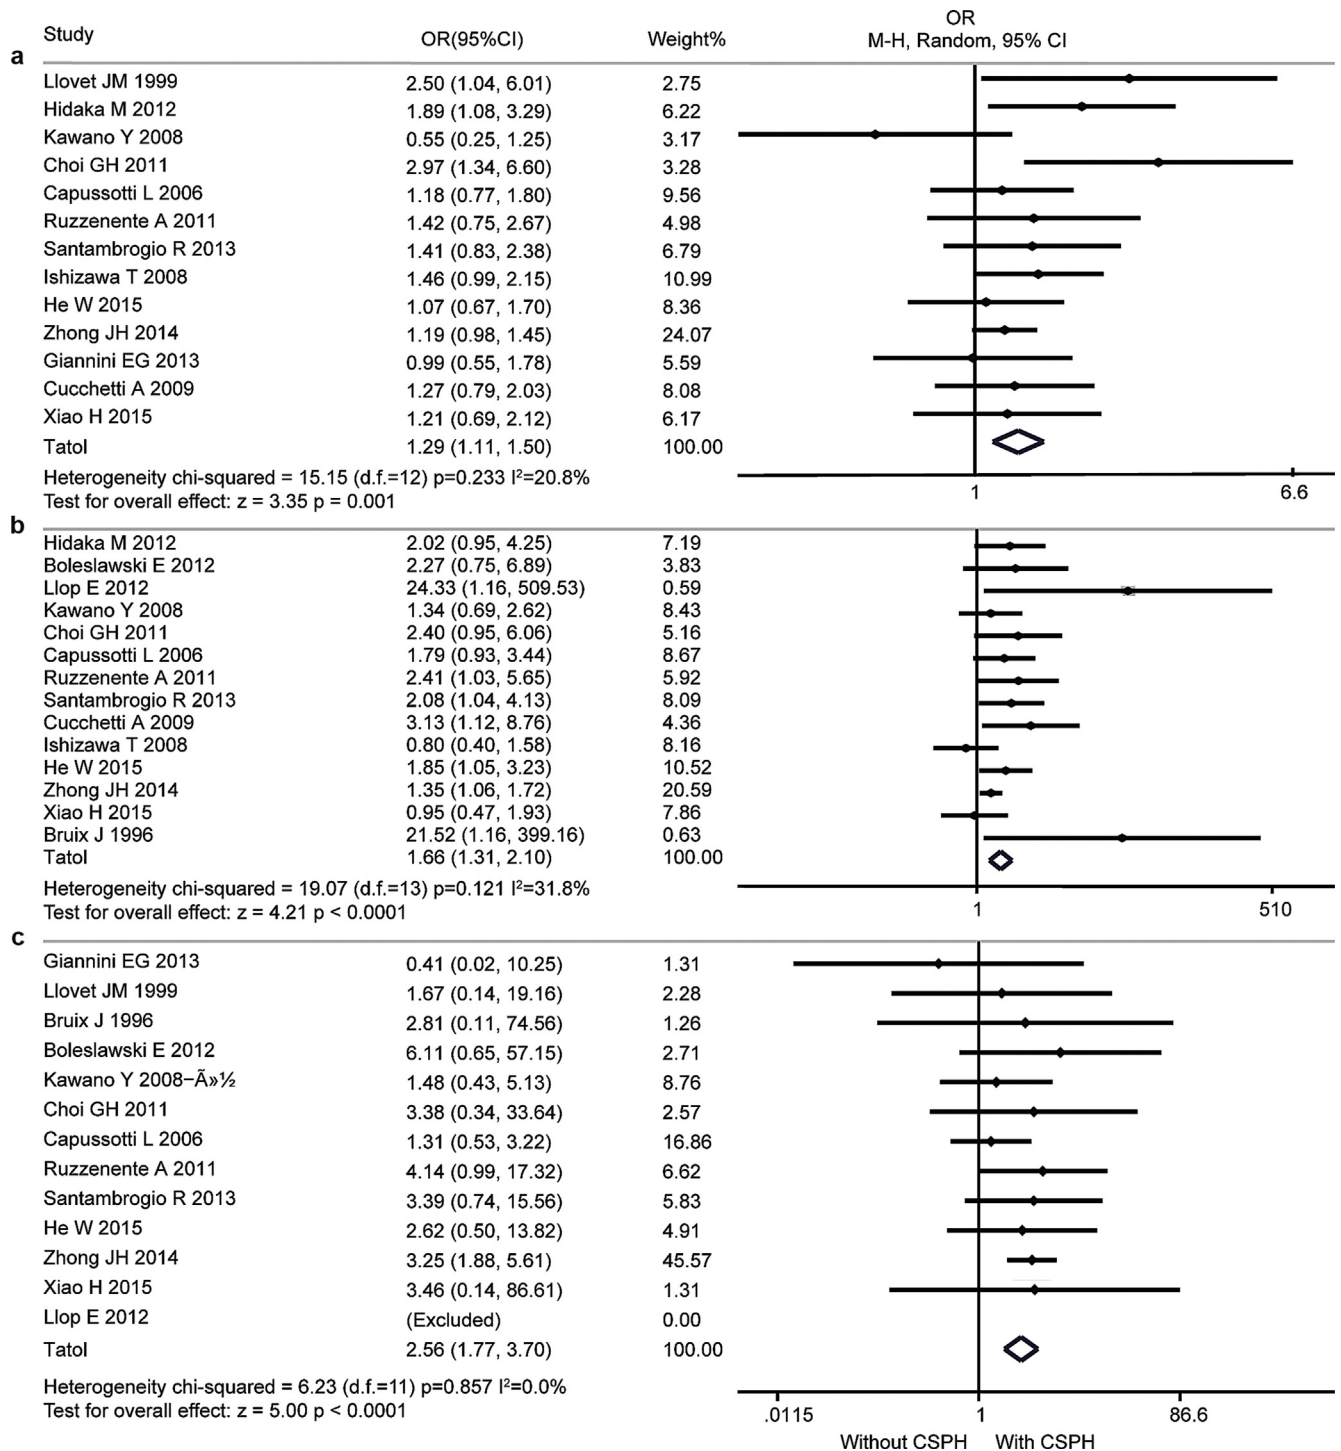 Study OR(95%CI) Weight% OR
M-H, Random, 95% CI
a
Llovet JM 1999 2.50 (1.04, 6.01) 2.75
Hidaka M 2012 1.89 (1.08, 3.29) 6.22
Kawano Y 2008 0.55 (0.25, 1.25) 3.17
Choi GH 2011 2.97 (1.34, 6.60) 3.28
Capussotti L 2006 1.18 (0.77, 1.80) 9.56
Ruzzenente A 2011 1.42 (0.75, 2.67) 4.98
Santambrogio R 2013 1.41 (0.83, 2.38) 6.79
Ishizawa T 2008 1.46 (0.99, 2.15) 10.99
He W 2015 1.07 (0.67, 1.70) 8.36
Zhong JH 2014 1.19 (0.98, 1.45) 24.07
Giannini EG 2013 0.99 (0.55, 1.78) 5.59
Cucchetti A 2009 1.27 (0.79, 2.03) 8.08
Xiao H 2015 1.21 (0.69, 2.12) 6.17
Tatol 1.29 (1.11, 1.50) 100.00
Heterogeneity chi-squared = 15.15 (d.f.=12) p=0.233 I²=20.8%
1 6.6
Test for overall effect: z = 3.35 p = 0.001
b
Hidaka M 2012 2.02 (0.95, 4.25) 7.19
Boleslawski E 2012 2.27 (0.75, 6.89) 3.83
Llop E 2012 24.33 (1.16, 509.53) 0.59
Kawano Y 2008 1.34 (0.69, 2.62) 8.43
Choi GH 2011 2.40 (0.95, 6.06) 5.16
Capussotti L 2006 1.79 (0.93, 3.44) 8.67
Ruzzenente A 2011 2.41 (1.03, 5.65) 5.92
Santambrogio R 2013 2.08 (1.04, 4.13) 8.09
Cucchetti A 2009 3.13 (1.12, 8.76) 4.36
Ishizawa T 2008 0.80 (0.40, 1.58) 8.16
He W 2015 1.85 (1.05, 3.23) 10.52
Zhong JH 2014 1.35 (1.06, 1.72) 20.59
Xiao H 2015 0.95 (0.47, 1.93) 7.86
Bruix J 1996 21.52 (1.16, 399.16) 0.63
Tatol 1.66 (1.31, 2.10) 100.00
Heterogeneity chi-squared = 19.07 (d.f.=13) p=0.121 I²=31.8%
Test for overall effect: z = 4.21 p < 0.0001 1 510
c
Giannini EG 2013 0.41 (0.02, 10.25) 1.31
Llovet JM 1999 1.67 (0.14, 19.16) 2.28
Bruix J 1996 2.81 (0.11, 74.56) 1.26
Boleslawski E 2012 6.11 (0.65, 57.15) 2.71
Kawano Y 2008−Ã»½ 1.48 (0.43, 5.13) 8.76
Choi GH 2011 3.38 (0.34, 33.64) 2.57
Capussotti L 2006 1.31 (0.53, 3.22) 16.86
Ruzzenente A 2011 4.14 (0.99, 17.32) 6.62
Santambrogio R 2013 3.39 (0.74, 15.56) 5.83
He W 2015 2.62 (0.50, 13.82) 4.91
Zhong JH 2014 3.25 (1.88, 5.61) 45.57
Xiao H 2015 3.46 (0.14, 86.61) 1.31
Llop E 2012 (Excluded) 0.00
Tatol 2.56 (1.77, 3.70) 100.00
Heterogeneity chi-squared = 6.23 (d.f.=11) p=0.857 I²=0.0%
Test for overall effect: z = 5.00 p < 0.0001 .0115 1 86.6
Without CSPH With CSPH